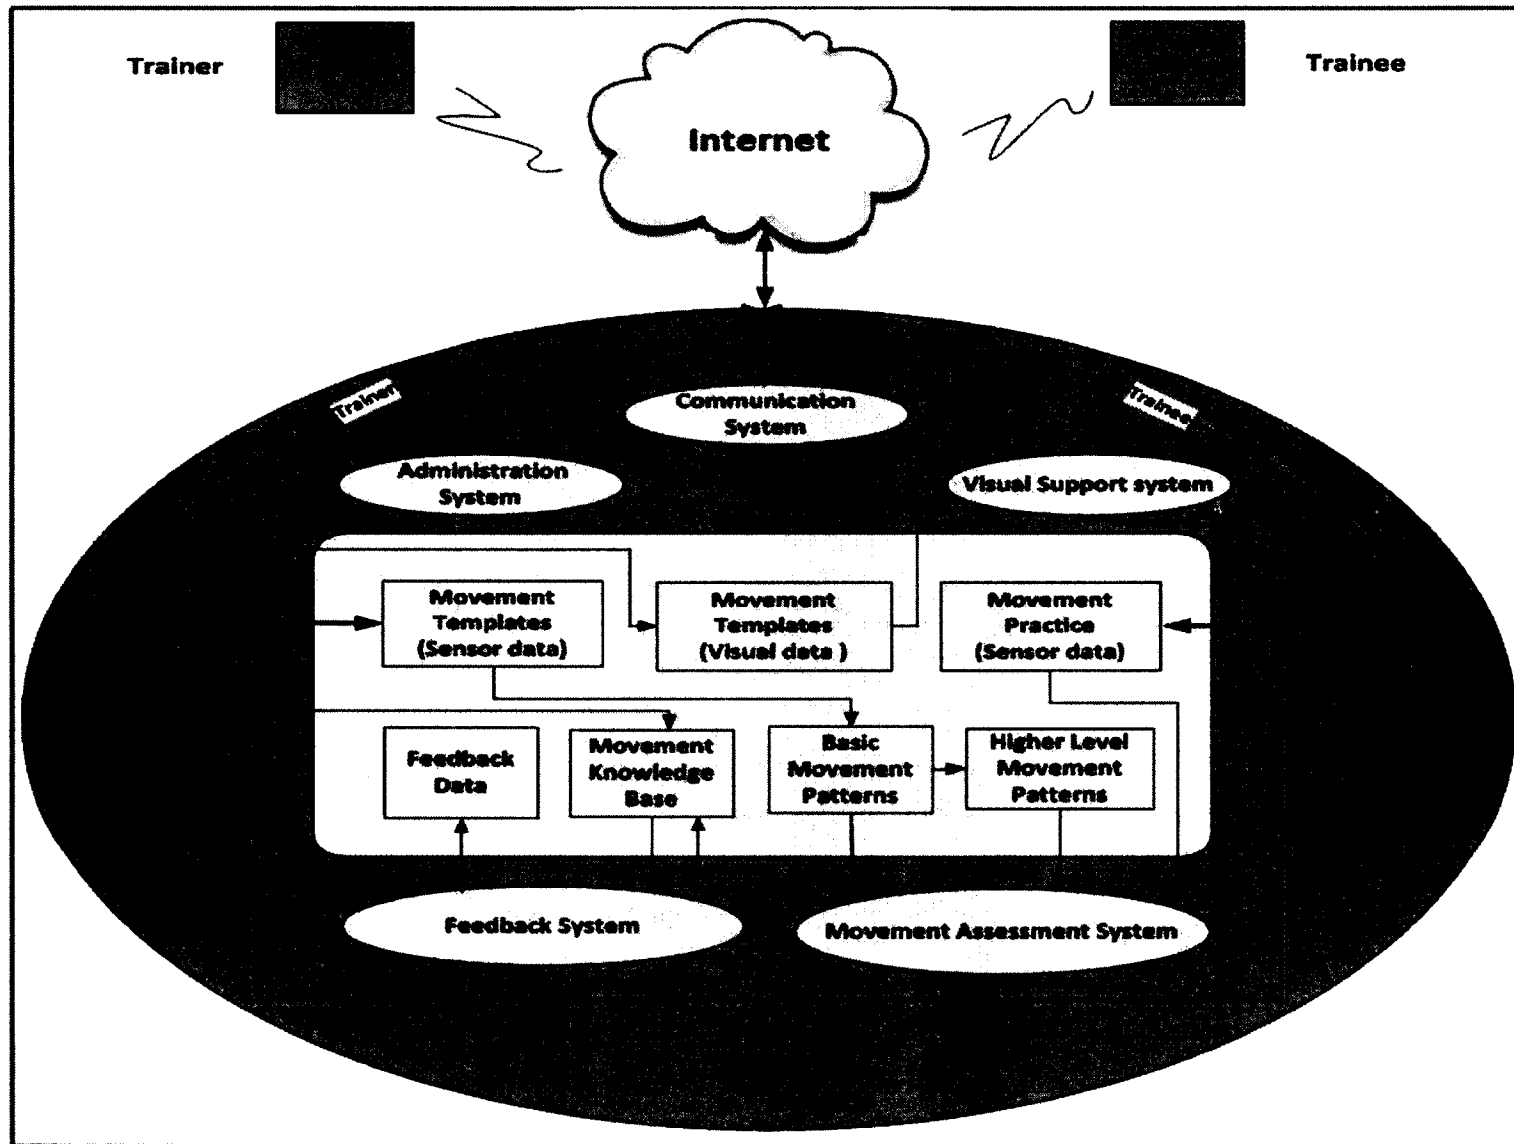 Trainer
Trainee
Internet
Trainer
Trainee
Communication
System
Administration
System
Visual Support system
Movement
Templates
(Sensor data)
Movement
Templates
(Visual data )
Movement
Practice
(Sensor data)
Feedback
Data
Movement
Knowledge
Base
Basic
Movement
Patterns
Higher Level
Movement
Patterns
Feedback System
Movement Assessment System